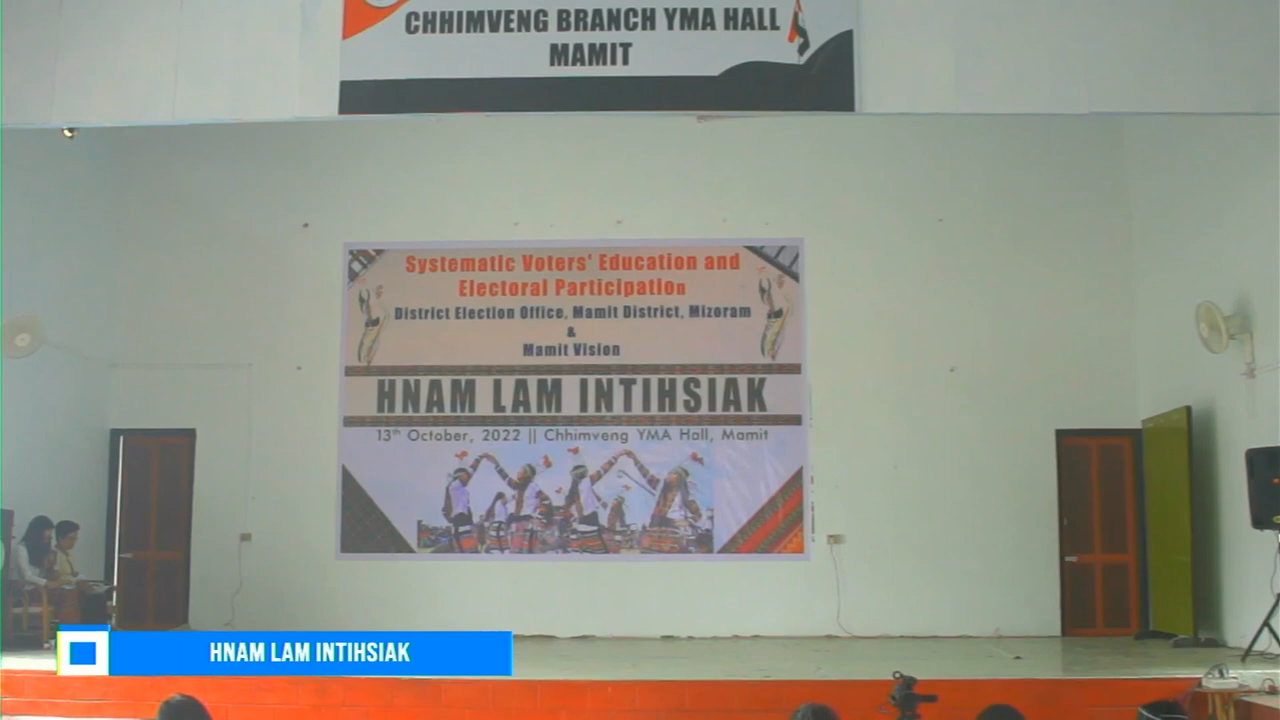 CHHIMVENG BRANCH YMA HALL
MAMIT
Systematic Voters' Education and
Electoral Participation
District Election Office, Mamit District, Mizoram
&
Mamit Vision
HNAM LAM INTIHSIAK
13th October, 2022 || Chhimveng YMA Hall, Mamit
HNAM LAM INTIHSIAK